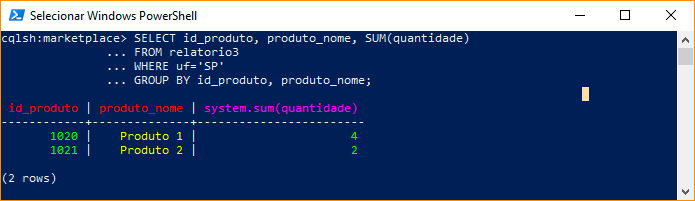 Selecionar Windows PowerShell
cqlsh:marketplace> SELECT id_produto, produto_nome, SUM(quantidade)
... FROM relatorio3
... WHERE uf='SP'
... GROUP BY id_produto, produto_nome;
id_produto | produto_nome | system.sum(quantidade)
------------+--------------+------------------------
1020 | Produto 1 | 4
1021 | Produto 2 | 2
(2 rows)